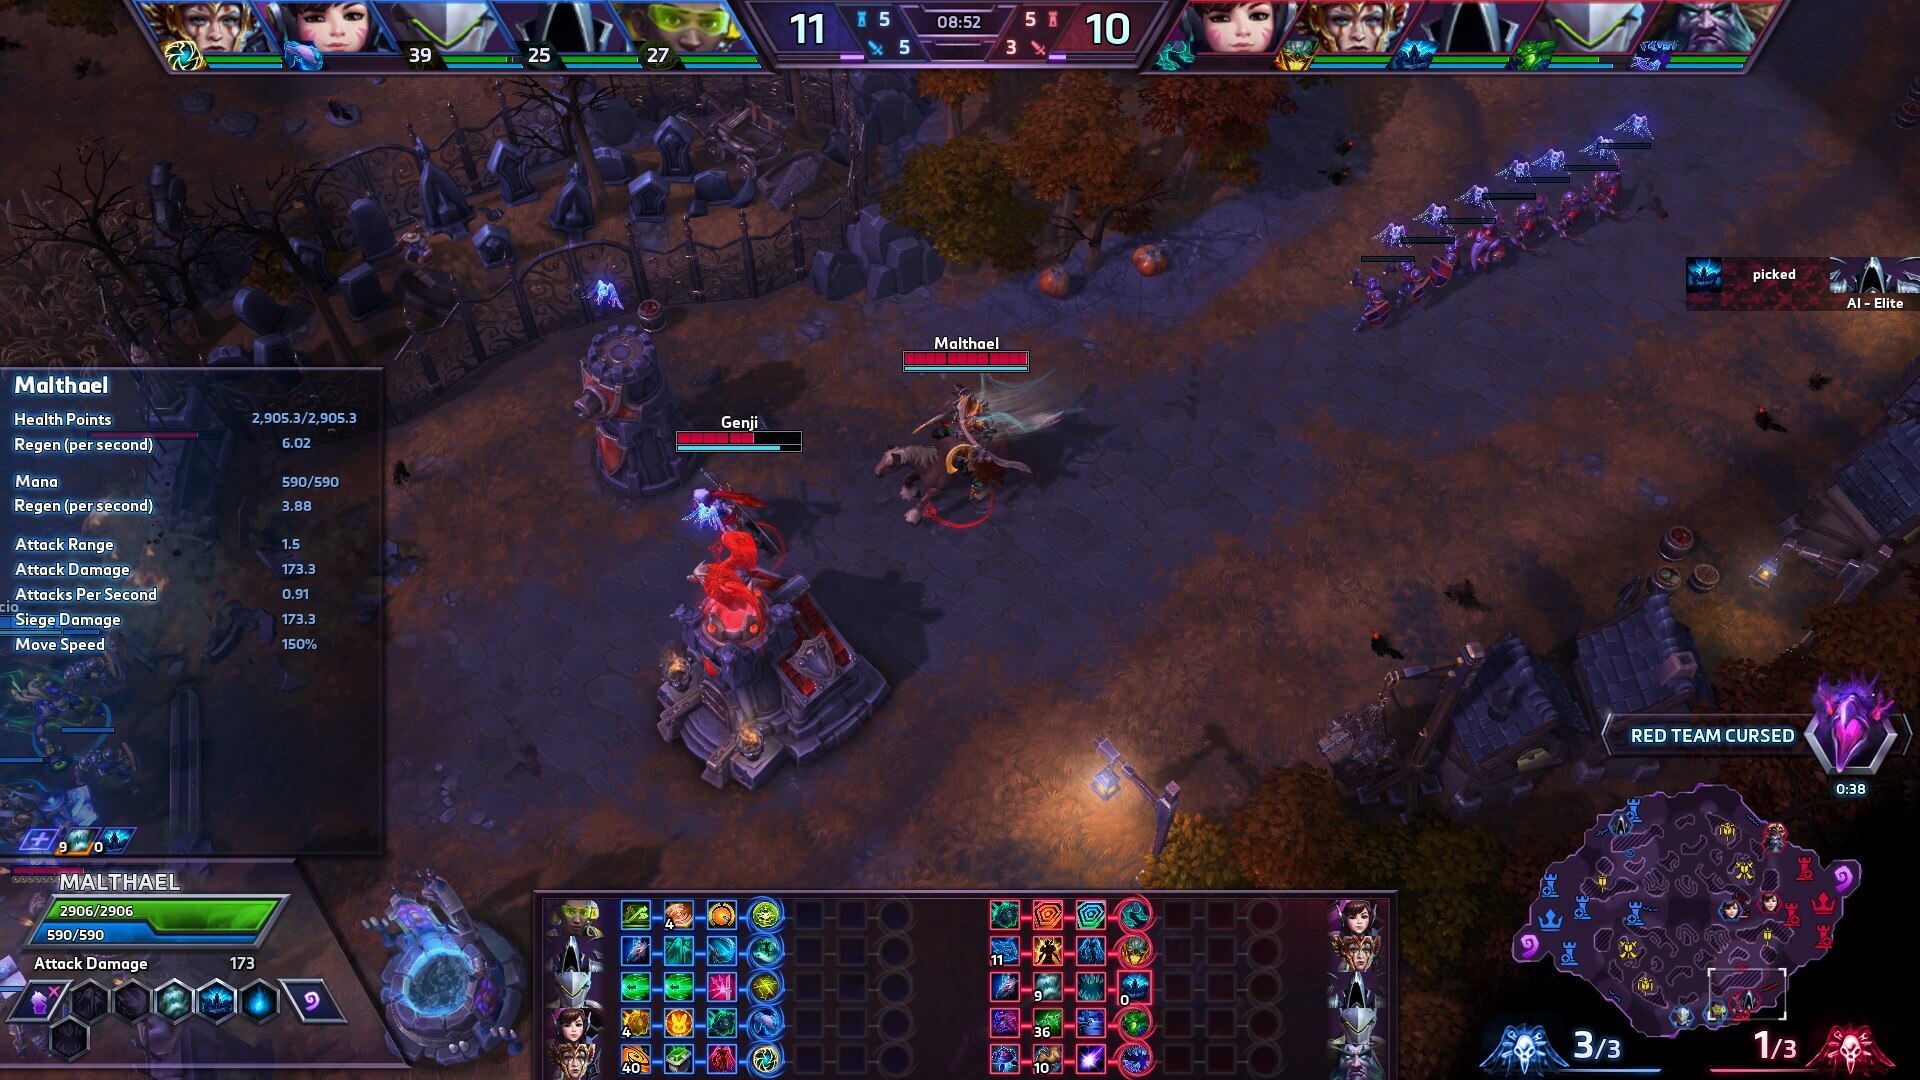 39
25
27
11
5
5
08:52
5
3
10
picked
AI - Elite
Malthael
Genji
Malthael
Health Points 2,905.3/2,905.3
Regen (per second) 6.02
Mana 590/590
Regen (per second) 3.88
Attack Range 1.5
Attack Damage 173.3
Attacks Per Second 0.91
cio
Siege Damage 173.3
Move Speed 150%
RED TEAM CURSED
0:38
9 0
MALTHAEL
2906/2906
590/590
Attack Damage 173
4
11
9 0
4 36
40 10
3/3
1/3